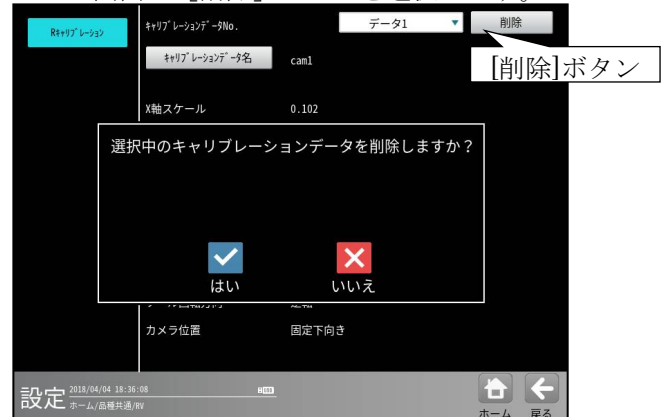 Rｷｬﾘﾌﾞﾚｰｼｮﾝ
ｷｬﾘﾌﾞﾚｰｼｮﾝﾃﾞｰﾀNo.
データ1
削除
ｷｬﾘﾌﾞﾚｰｼｮﾝﾃﾞｰﾀ名
cam1
[削除]ボタン
X軸スケール
0.102
選択中のキャリブレーションデータを削除しますか？
はい
いいえ
カメラ位置
固定下向き
設定
2018/04/04 18:36:08
ホーム/品種共通/RV
ホーム
戻る